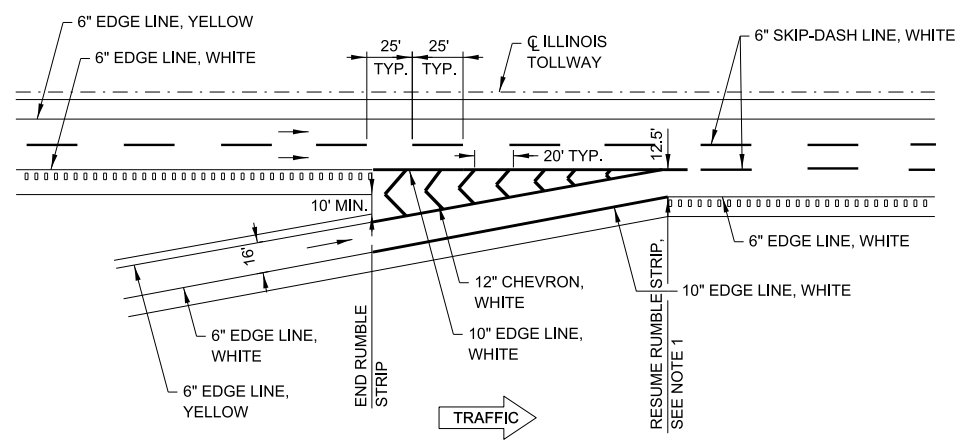 6" EDGE LINE, YELLOW
6" EDGE LINE, WHITE
25'
TYP.
25'
TYP.
℄ ILLINOIS
TOLLWAY
6" SKIP-DASH LINE, WHITE
20' TYP.
12.5'
10' MIN.
16'
6" EDGE LINE, WHITE
12" CHEVRON,
WHITE
10" EDGE LINE, WHITE
6" EDGE LINE,
WHITE
10" EDGE LINE,
WHITE
6" EDGE LINE,
YELLOW
END RUMBLE
STRIP
RESUME RUMBLE STRIP,
SEE NOTE 1
TRAFFIC